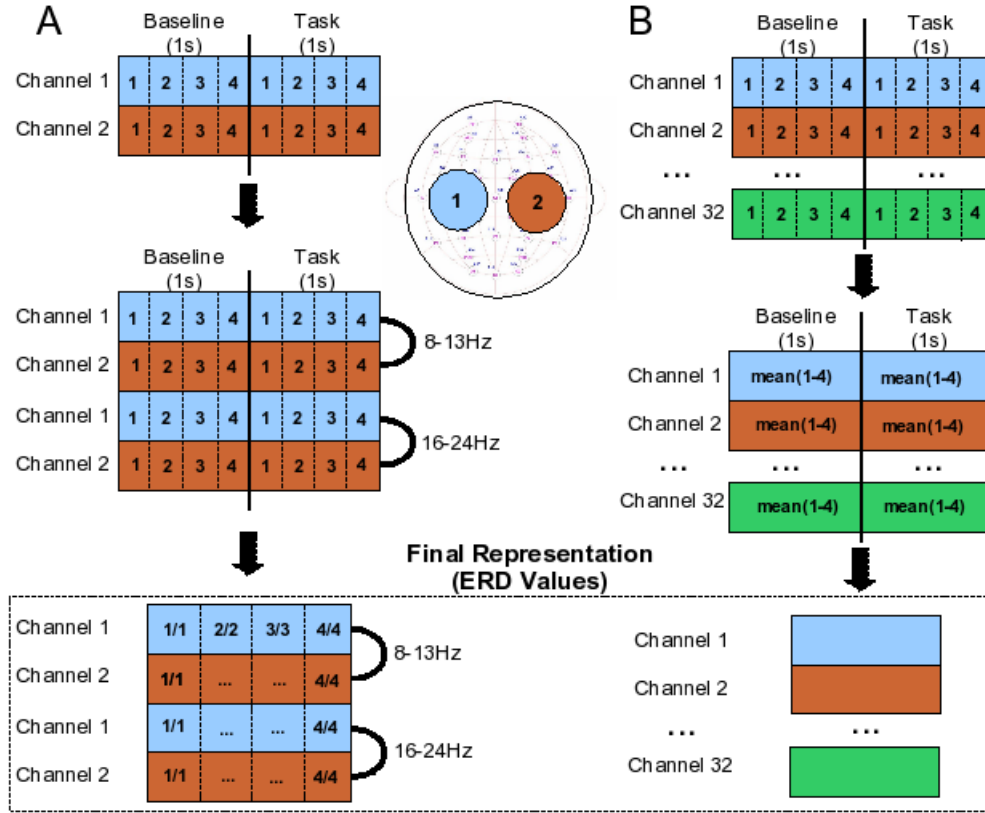 A
Baseline (1s) Task (1s)
Channel 1 1 2 3 4 1 2 3 4
Channel 2 1 2 3 4 1 2 3 4
1 2
Baseline (1s) Task (1s)
Channel 1 1 2 3 4 1 2 3 4
8-13Hz
Channel 2 1 2 3 4 1 2 3 4
Channel 1 1 2 3 4 1 2 3 4
16-24Hz
Channel 2 1 2 3 4 1 2 3 4
B
Baseline (1s) Task (1s)
Channel 1 1 2 3 4 1 2 3 4
Channel 2 1 2 3 4 1 2 3 4
... ... ...
Channel 32 1 2 3 4 1 2 3 4
Baseline (1s) Task (1s)
Channel 1 mean(1-4) mean(1-4)
Channel 2 mean(1-4) mean(1-4)
... ... ...
Channel 32 mean(1-4) mean(1-4)
Final Representation
(ERD Values)
Channel 1 1/1 2/2 3/3 4/4
8-13Hz
Channel 2 1/1 ... ... 4/4
Channel 1 1/1 ... ... 4/4
16-24Hz
Channel 2 1/1 ... ... 4/4
Channel 1
Channel 2
... ...
Channel 32